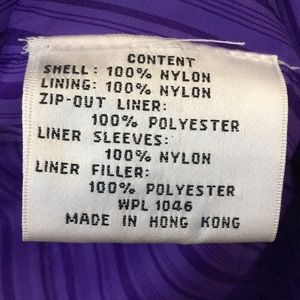 CONTENT
SHELL: 100% NYLON
LINING: 100% NYLON
ZIP-OUT LINER:
100% POLYESTER
LINER SLEEVES:
100% NYLON
LINER FILLER:
100% POLYESTER
WPL 1046
MADE IN HONG KONG